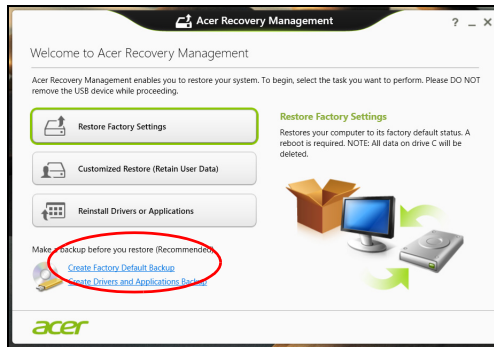 Acer Recovery Management
Welcome to Acer Recovery Management
Acer Recovery Management enables you to restore your system. To begin, select the task you want to perform. Please DO NOT
remove the USB device while proceeding.
Restore Factory Settings
Customized Restore (Retain User Data)
Reinstall Drivers or Applications
Restore Factory Settings
Restores your computer to its factory default status. A
reboot is required. NOTE: All data on drive C will be
deleted.
Make a backup before you restore (Recommended)
Create Factory Default Backup
Create Drivers and Applications Backup
acer